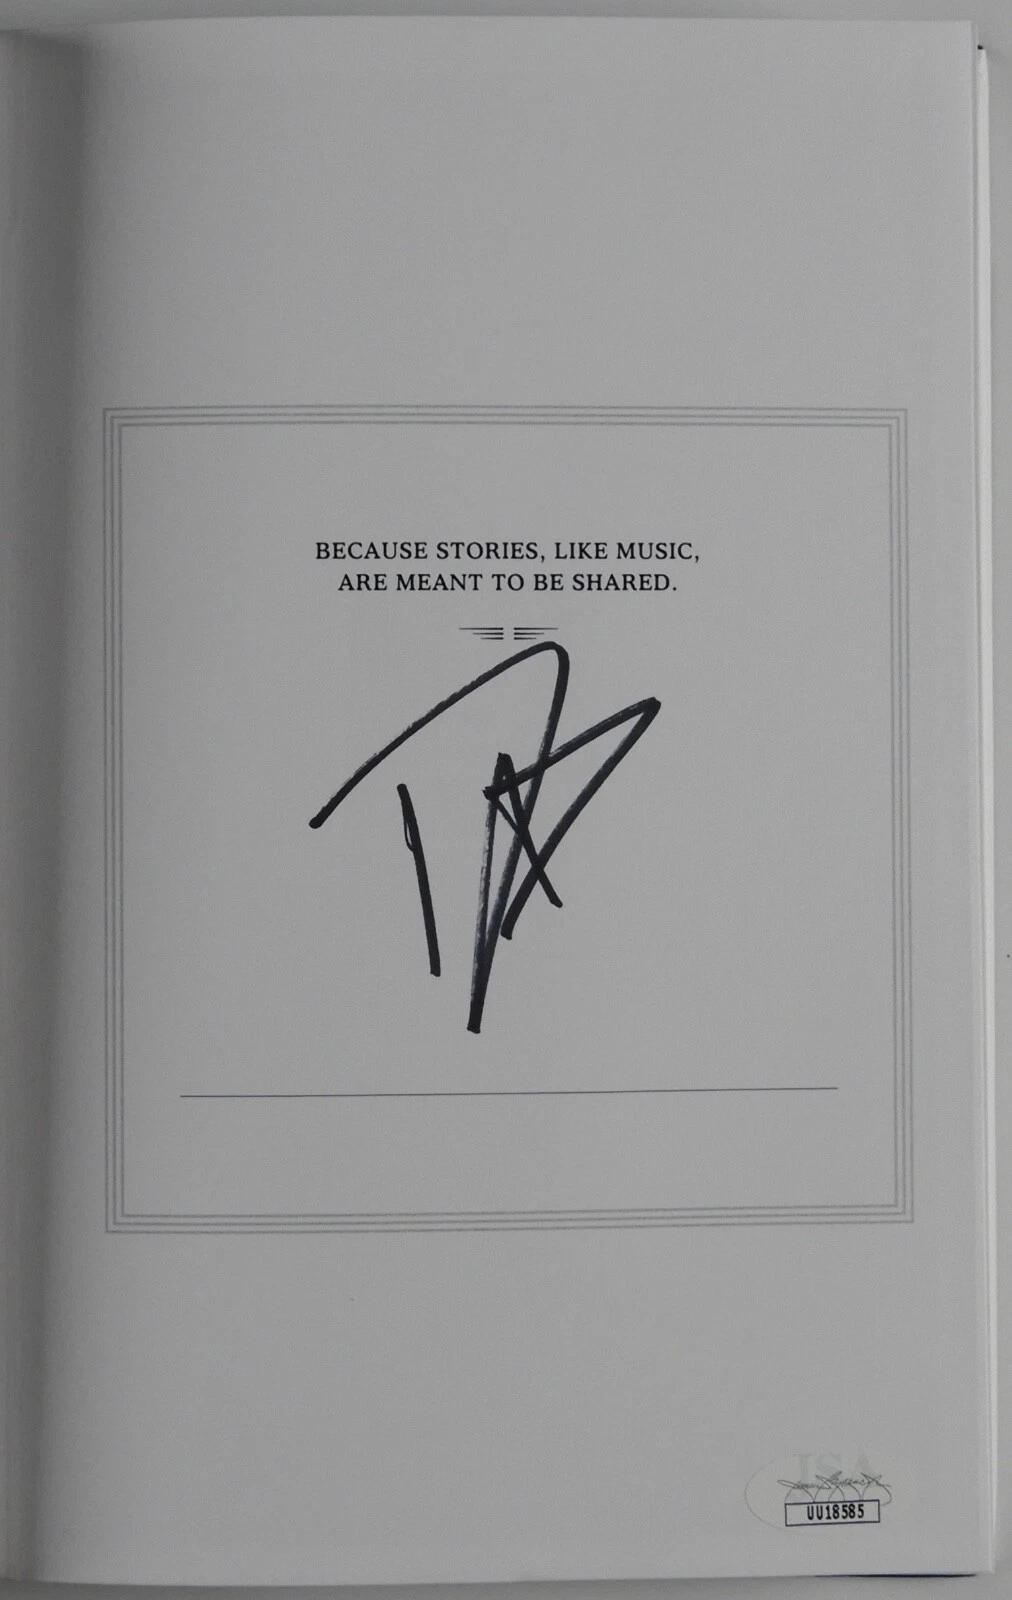 BECAUSE STORIES, LIKE MUSIC,
ARE MEANT TO BE SHARED.
JSA
UU18585